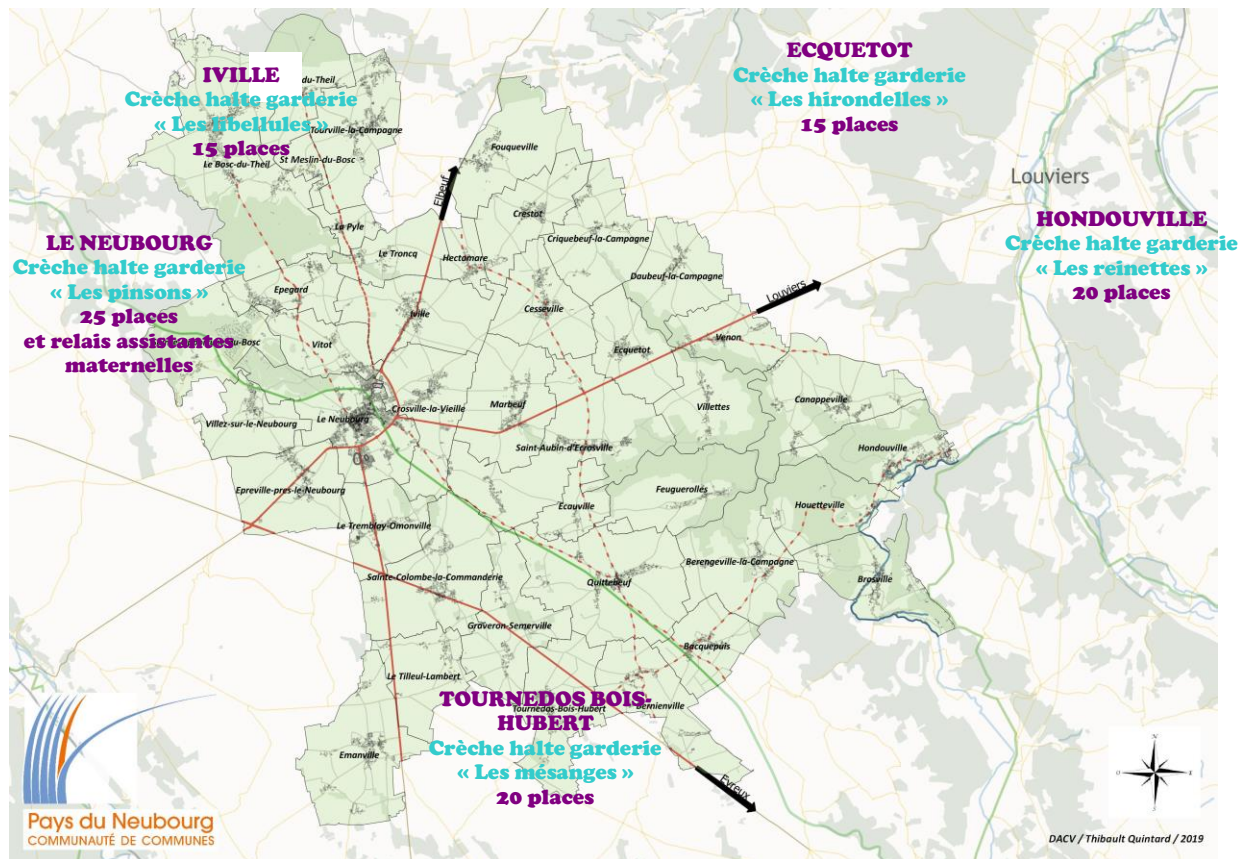 IVILLE
Crèche halte garderie
« Les libellules »
15 places
ECQUETOT
Crèche halte garderie
« Les hirondelles »
15 places
LE NEUBOURG
Crèche halte garderie
« Les pinsons »
25 places
et relais assistantes
maternelles
HONDOUVILLE
Crèche halte garderie
« Les reinettes »
20 places
TOURNEDOS BOIS-
HUBERT
Crèche halte garderie
« Les mésanges »
20 places
du-Theil
Tourville-la-Campagne
Le Bosc-du-Theil
St Meslin-du-Bosc
Fouqueville
Elbeuf
Louviers
La Pyle
Crestot
Criquebeuf-la-Campagne
Le Troncq
Hectomare
Daubeuf-la-Campagne
Epegard
Iville
Cesseville
Louviers
Vitot
du-Bosc
Ecquetot
Venon
Le Neubourg
Crosville-la-Vieille
Marbeuf
Villettes
Canappeville
Villez-sur-le-Neubourg
Saint-Aubin-d'Ecrosville
Hondouville
Epreville-pres-le-Neubourg
Feuguerolles
Ecauville
Houetteville
Le Tremblay-Omonville
Sainte-Colombe-la-Commanderie
Quittebeuf
Berengeville-la-Campagne
Brosville
Graveron-Semerville
Bacquepuis
Le Tilleul-Lambert
Tournedos-Bois-Hubert
Bernienville
Emanville
Evreux
N
E
S
O
Pays du Neubourg
COMMUNAUTÉ DE COMMUNES
DACV / Thibault Quintard / 2019